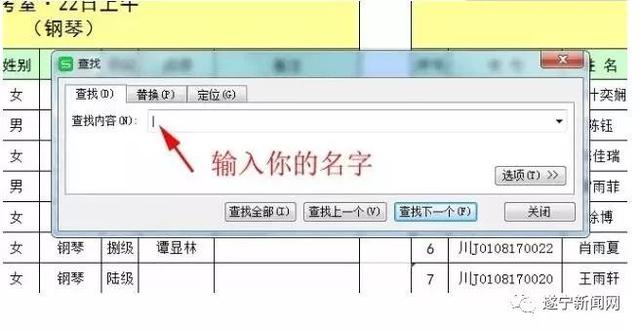 考室：22日上午
（钢琴）
性别
姓 名
查找
查找(D)
替换(P)
定位(G)
查找内容(N):
输入你的名字
选项(T) >>
查找全部(I)
查找上一个(V)
查找下一个(F)
关闭
女
叶奕娴
男
陈钰
女
佳瑞
男
雨菲
女
徐博
女 钢琴 捌级 谭显林 6 川J0108170022 肖雨夏
女 钢琴 陆级 7 川J0108170020 王雨轩
遂宁新闻网